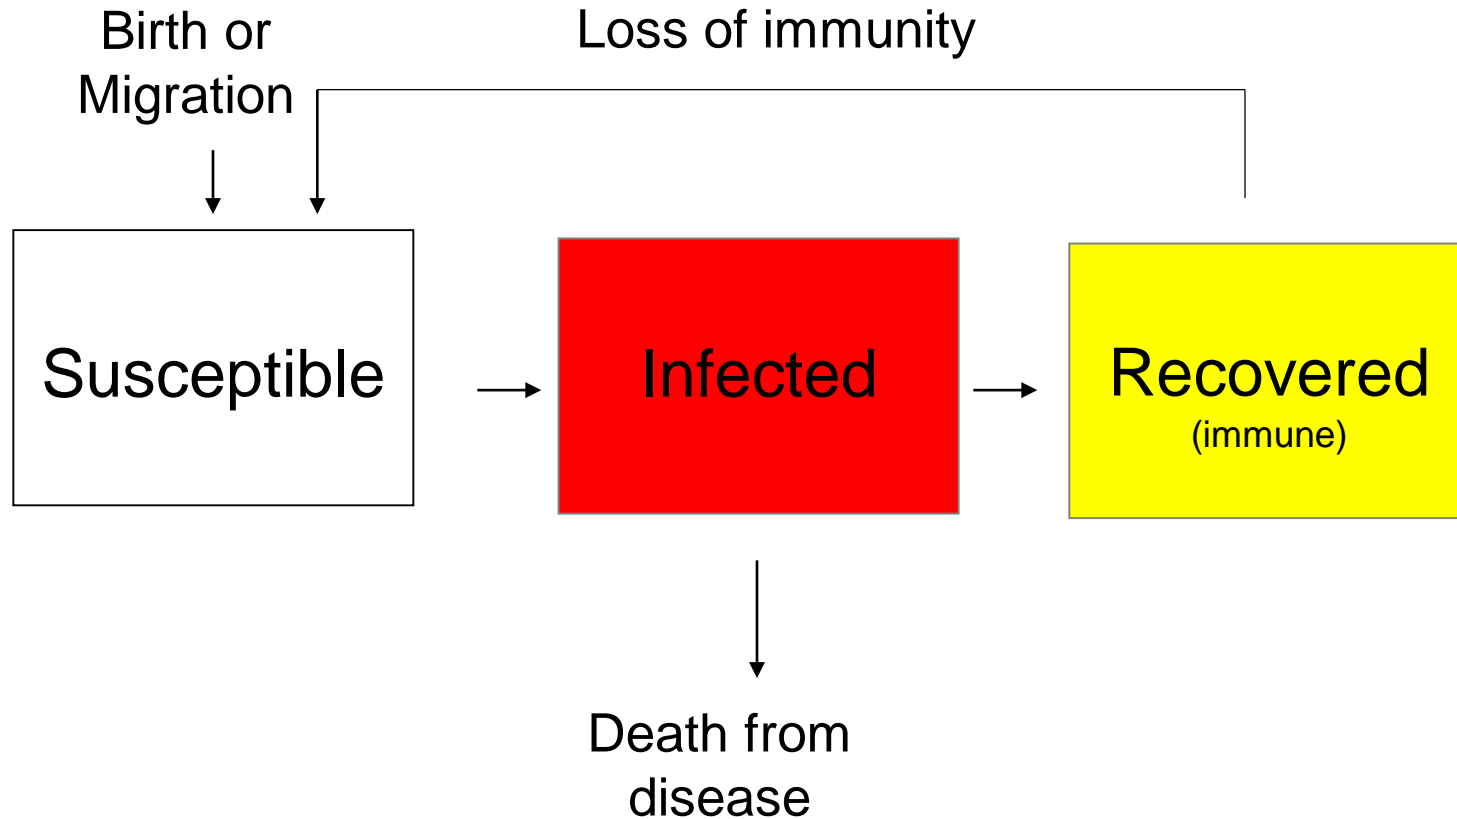 Birth or
Migration
Loss of immunity
Susceptible
Infected
Recovered
(immune)
Death from
disease